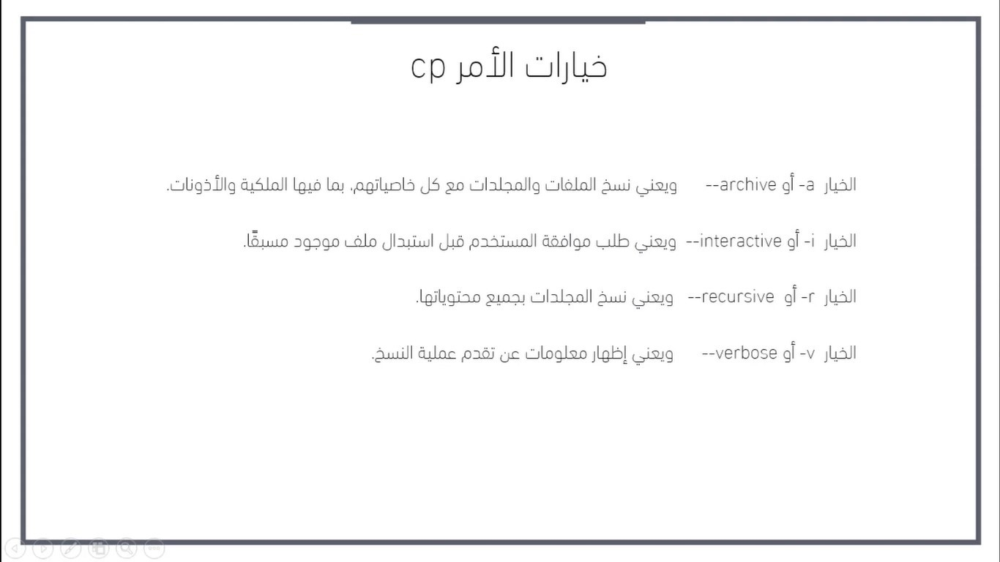 خيارات الأمر cp
الخيار -a أو --archive ويعني نسخ الملفات والمجلدات مع كل خاصياتهم، بما فيها الملكية والأذونات.
الخيار -i أو --interactive ويعني طلب موافقة المستخدم قبل استبدال ملف موجود مسبقًا.
الخيار -r أو --recursive ويعني نسخ المجلدات بجميع محتوياتها.
الخيار -v أو --verbose ويعني إظهار معلومات عن تقدم عملية النسخ.